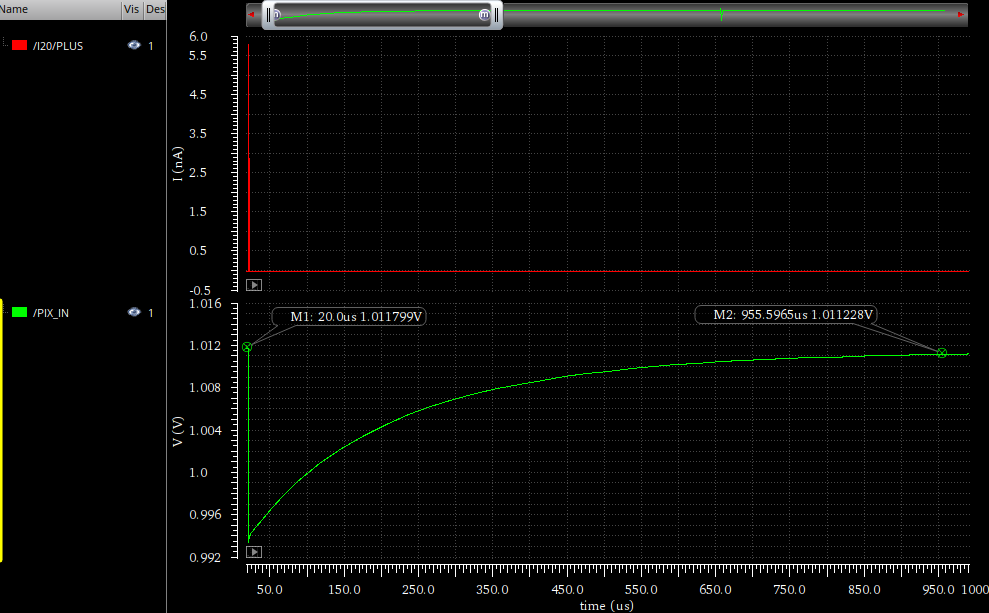 Name Vis Des
/I20/PLUS 1
6.0
5.5
4.5
3.5
2.5
1.5
0.5
-0.5
I (nA)
/PIX_IN 1
1.016
1.012
1.008
1.004
1.0
0.996
0.992
V (V)
M1: 20.0us 1.011799V
M2: 955.5965us 1.011228V
50.0 150.0 250.0 350.0 450.0 550.0 650.0 750.0 850.0 950.0 1000
time (us)